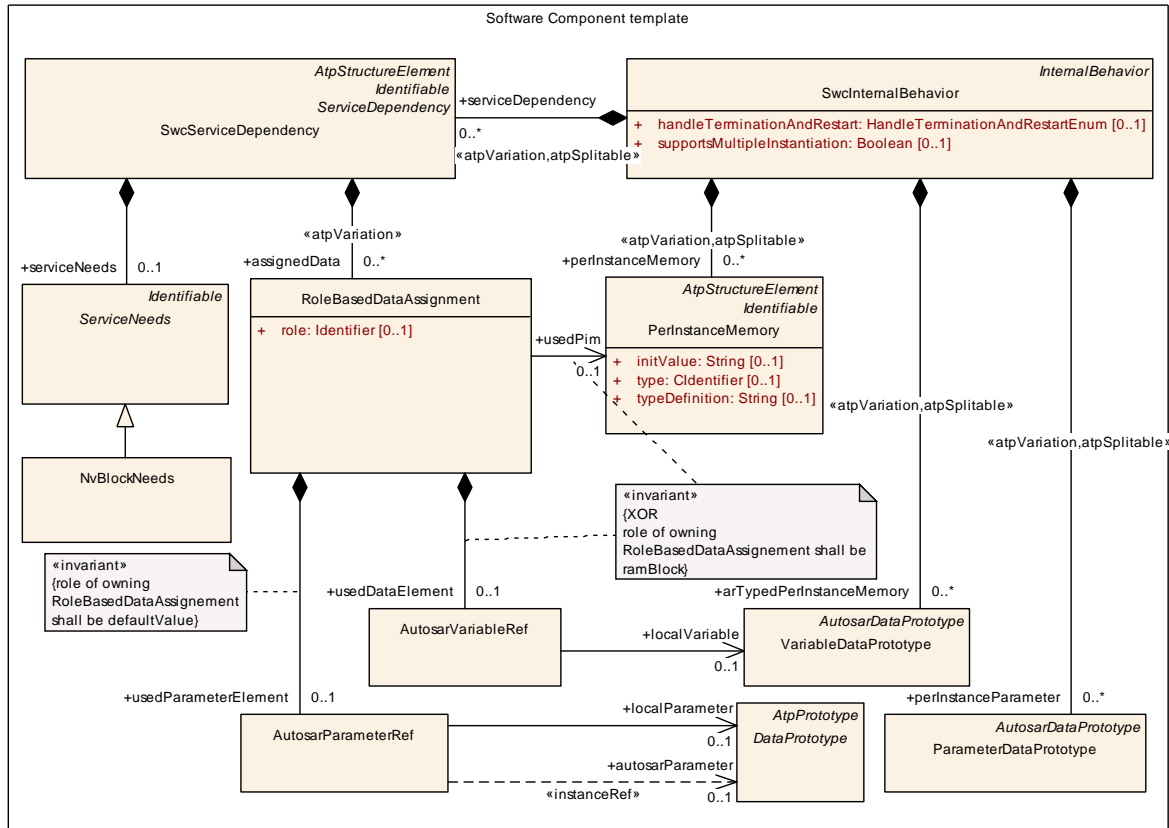 Software Component template
AtpStructureElement
Identifiable
ServiceDependency
SwcServiceDependency
+serviceDependency
0..*
«atpVariation,atpSplitable»
InternalBehavior
SwcInternalBehavior
+ handleTerminationAndRestart: HandleTerminationAndRestartEnum [0..1]
+ supportsMultipleInstantiation: Boolean [0..1]
«atpVariation»
+serviceNeeds 0..1
+assignedData 0..*
«atpVariation,atpSplitable»
+perInstanceMemory 0..*
Identifiable
ServiceNeeds
RoleBasedDataAssignment
+ role: Identifier [0..1]
+usedPim
0..1
AtpStructureElement
Identifiable
PerInstanceMemory
+ initValue: String [0..1]
+ type: CIdentifier [0..1]
+ typeDefinition: String [0..1]
«atpVariation,atpSplitable»
«atpVariation,atpSplitable»
NvBlockNeeds
«invariant»
{XOR
role of owning
RoleBasedDataAssignement shall be
ramBlock}
«invariant»
{role of owning
RoleBasedDataAssignement
shall be defaultValue}
+usedDataElement 0..1
+arTypedPerInstanceMemory 0..*
AutosarVariableRef
+localVariable
0..1
AutosarDataPrototype
VariableDataPrototype
+usedParameterElement 0..1
+perInstanceParameter 0..*
AutosarParameterRef
+localParameter
0..1
+autosarParameter
«instanceRef»
0..1
AtpPrototype
DataPrototype
AutosarDataPrototype
ParameterDataPrototype